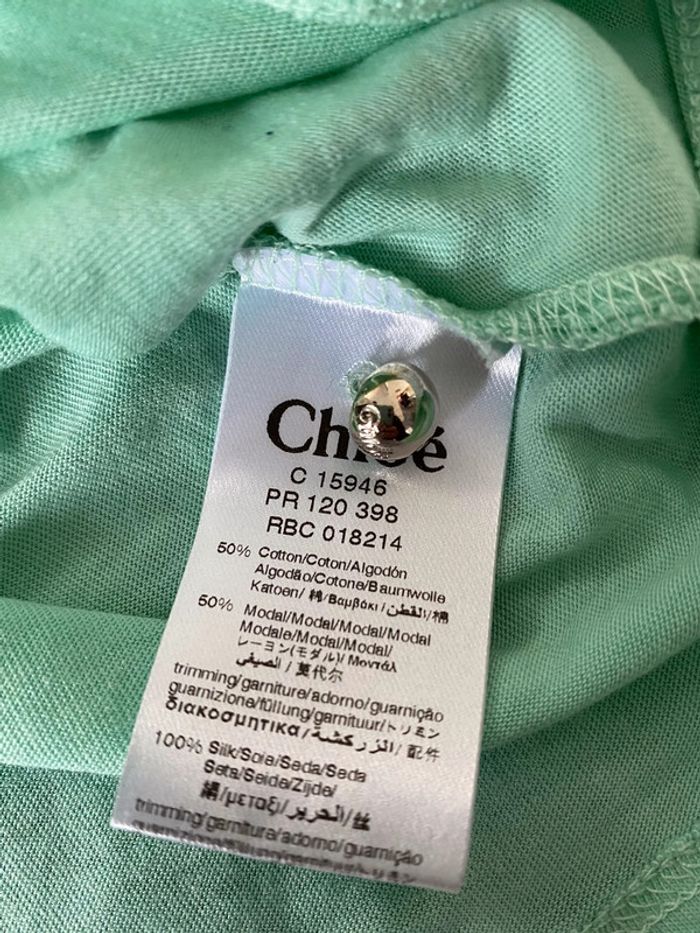 Chloé
C 15946
PR 120 398
RBC 018214
50% Cotton/Coton/Algodón
Algodão/Cotone/Baumwolle
Katoen/ 棉/Βαμβάκι /القطن/棉
50% Modal/Modal/Modal/Modal
Modale/Modal/Modal/
レーヨン(モダル)/ Μοντάλ
الصيفي / 莫代尔
trimming/garniture/adorno/guarnição
guarnizione/füllung/garnituur/トリミン
διακοσμητικα/الزركشة/ 配件
100% Silk/Soie/Seda/Seda
Seta/Seide/Zijde/
絹/μεταξι/الحرير/丝
trimming/garniture/adorno/guarnição